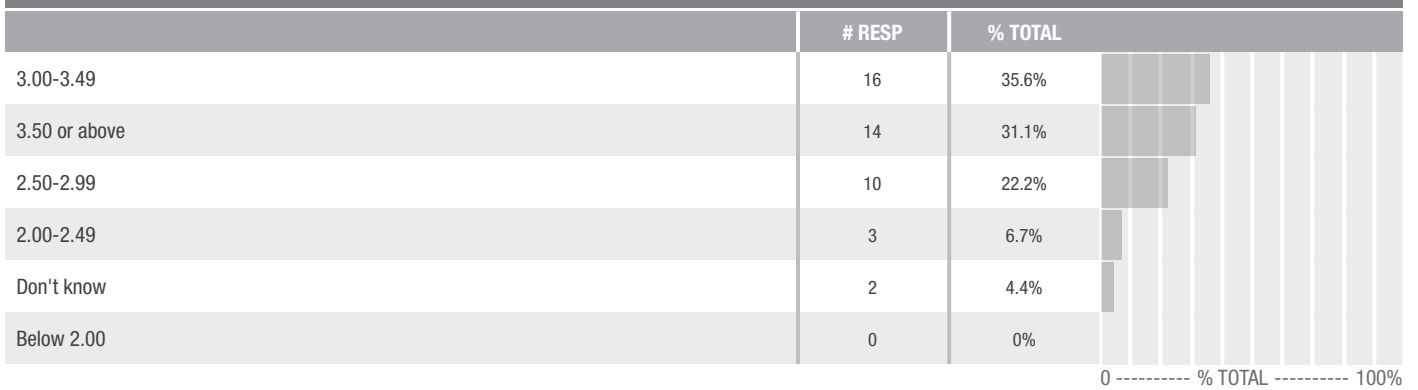 # RESP % TOTAL
3.00-3.49 16 35.6%
3.50 or above 14 31.1%
2.50-2.99 10 22.2%
2.00-2.49 3 6.7%
Don't know 2 4.4%
Below 2.00 0 0%
0 ---------- % TOTAL ---------- 100%